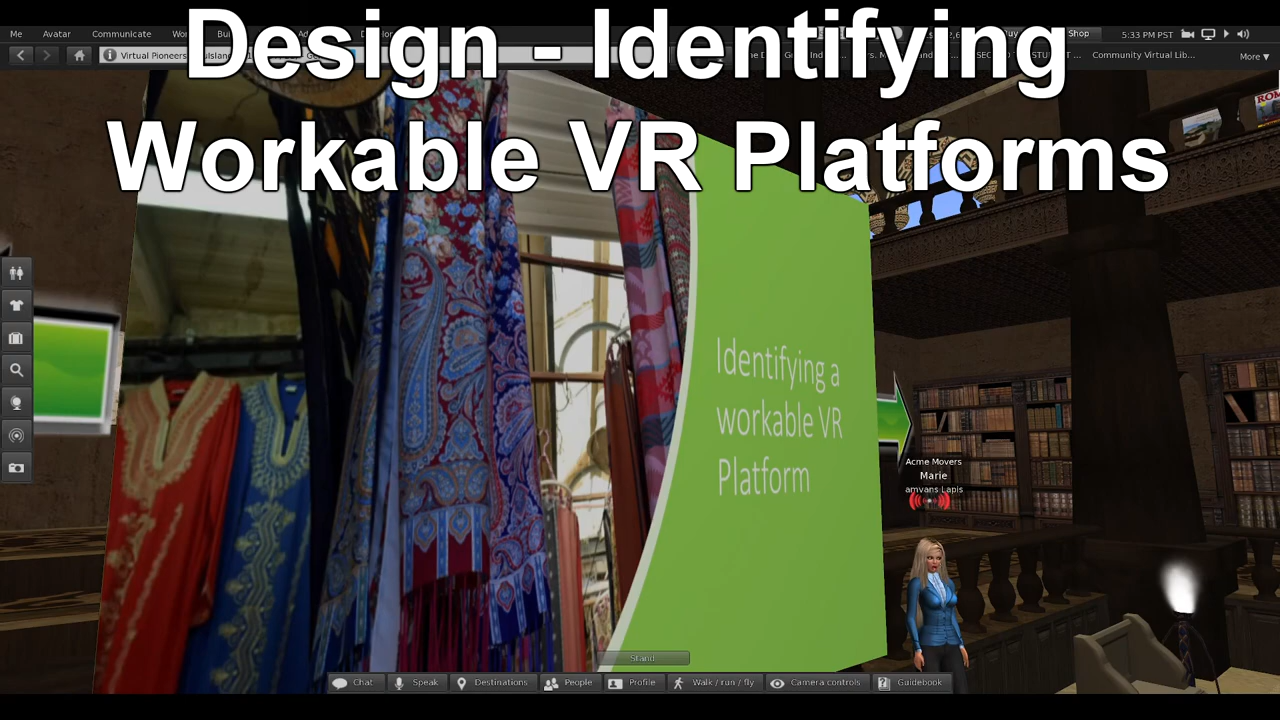 Design - Identifying
Workable VR Platforms
Me Avatar Communicate
Shop 5:33 PM PST
Virtual Pioneers
Community Virtual Lib...
More ▼
ROM
Identifying a
workable VR
Platform
Acme Movers
Marie
amvans Lapis
Stand
Chat Speak Destinations People Profile Walk / run / fly Camera controls Guidebook